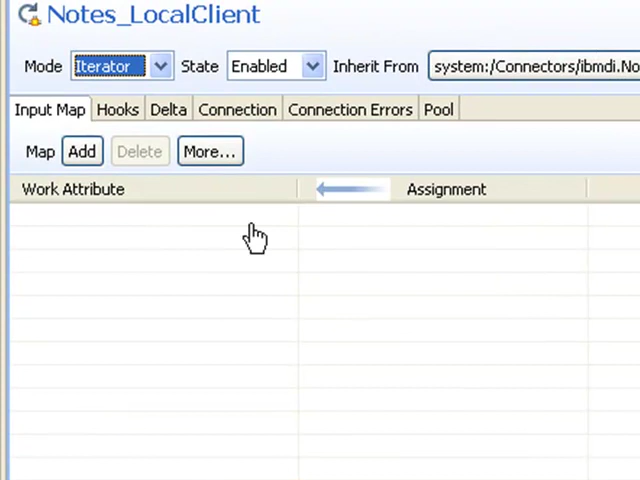 Notes_LocalClient
Mode Iterator State Enabled Inherit From system:/Connectors/ibmdi.No
Input Map Hooks Delta Connection Connection Errors Pool
Map Add Delete More...
Work Attribute Assignment